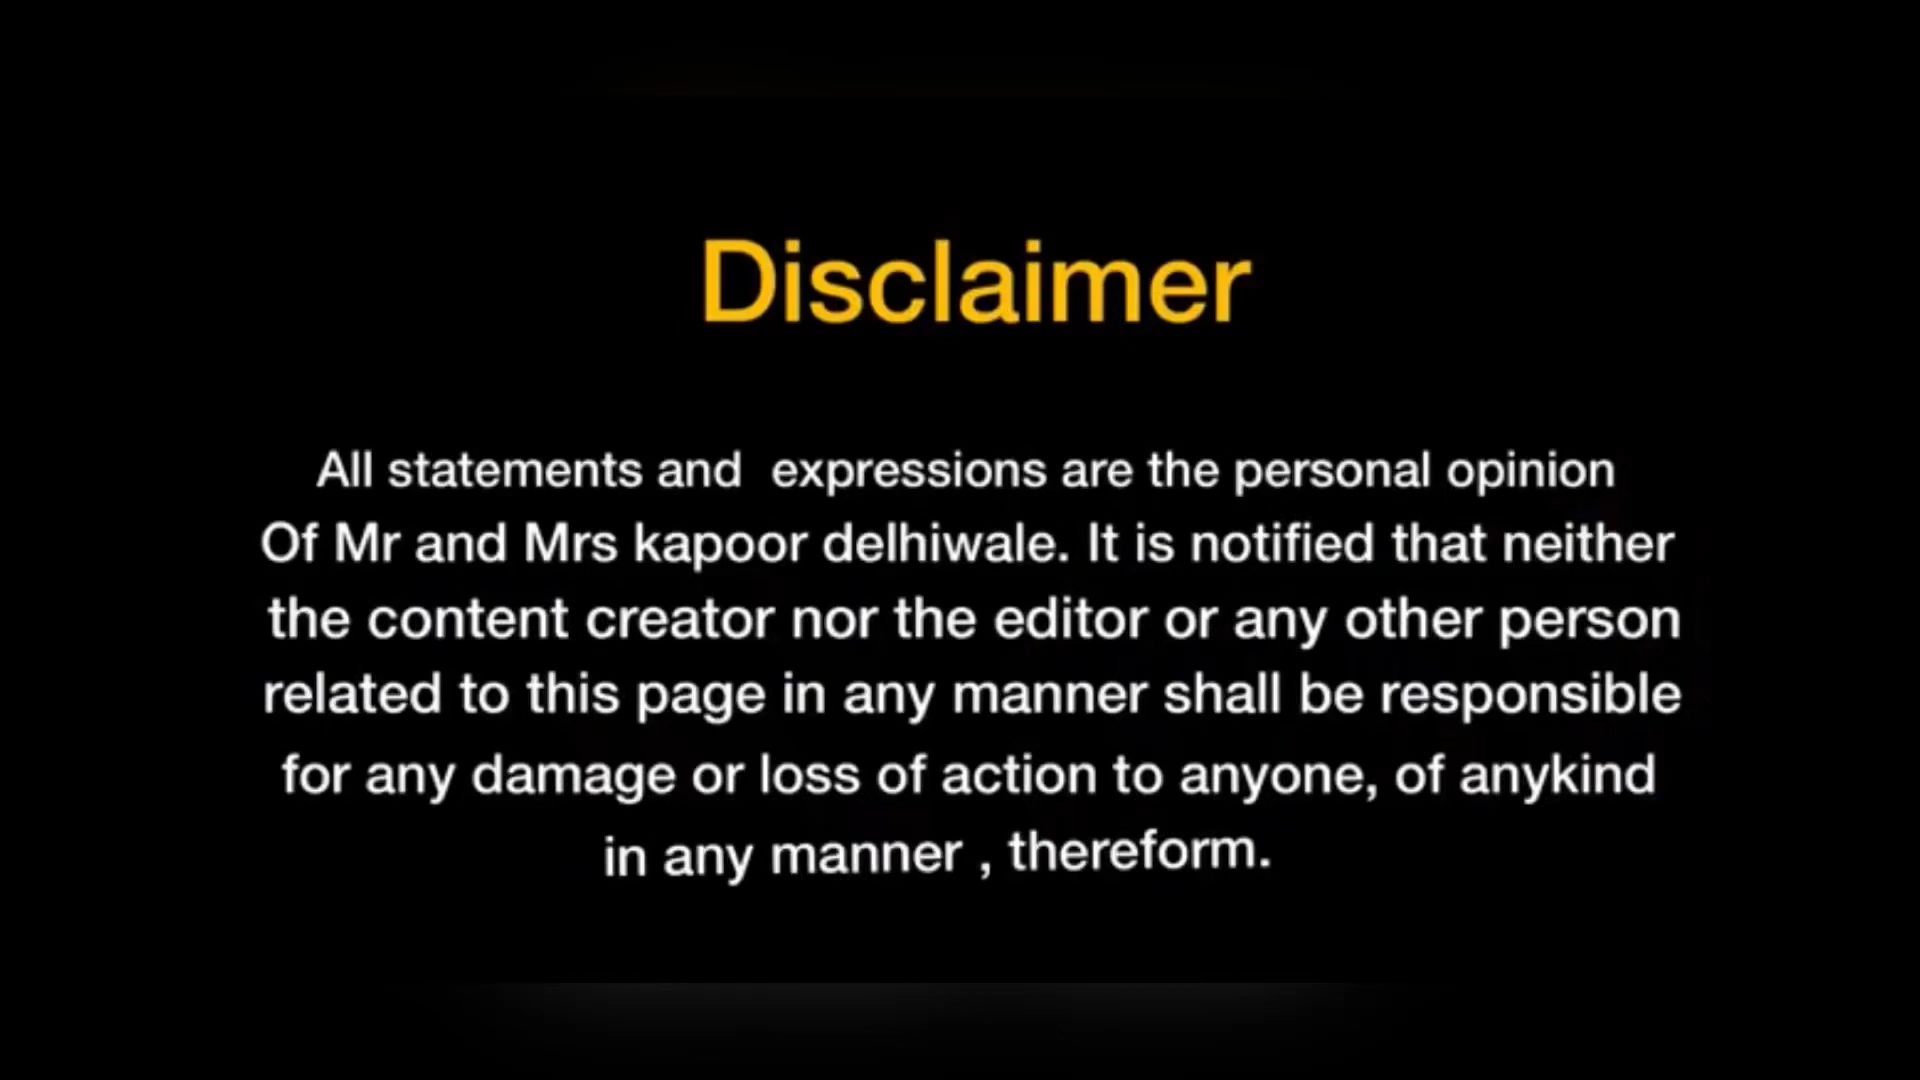 Disclaimer
All statements and expressions are the personal opinion
Of Mr and Mrs kapoor delhiwale. It is notified that neither
the content creator nor the editor or any other person
related to this page in any manner shall be responsible
for any damage or loss of action to anyone, of anykind
in any manner , thereform.